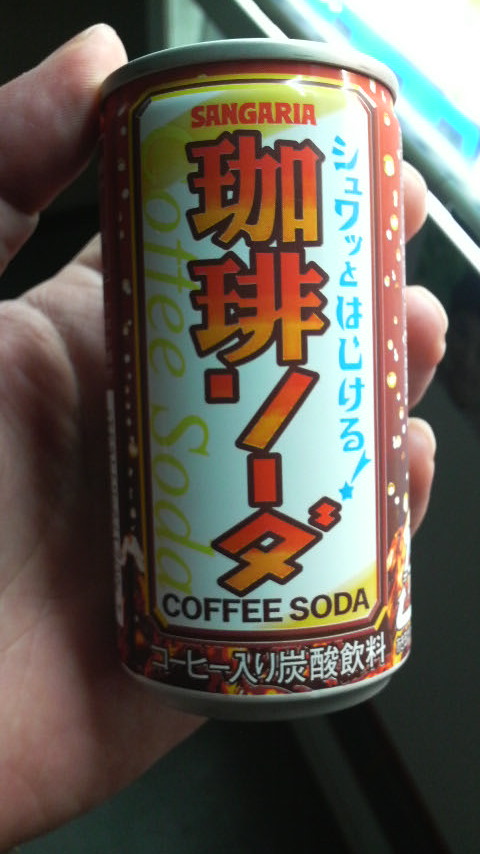 SANGARIA
シュワッとはじける!
珈琲ソーダ
Coffee Soda
COFFEE SODA
コーヒー入り炭酸飲料